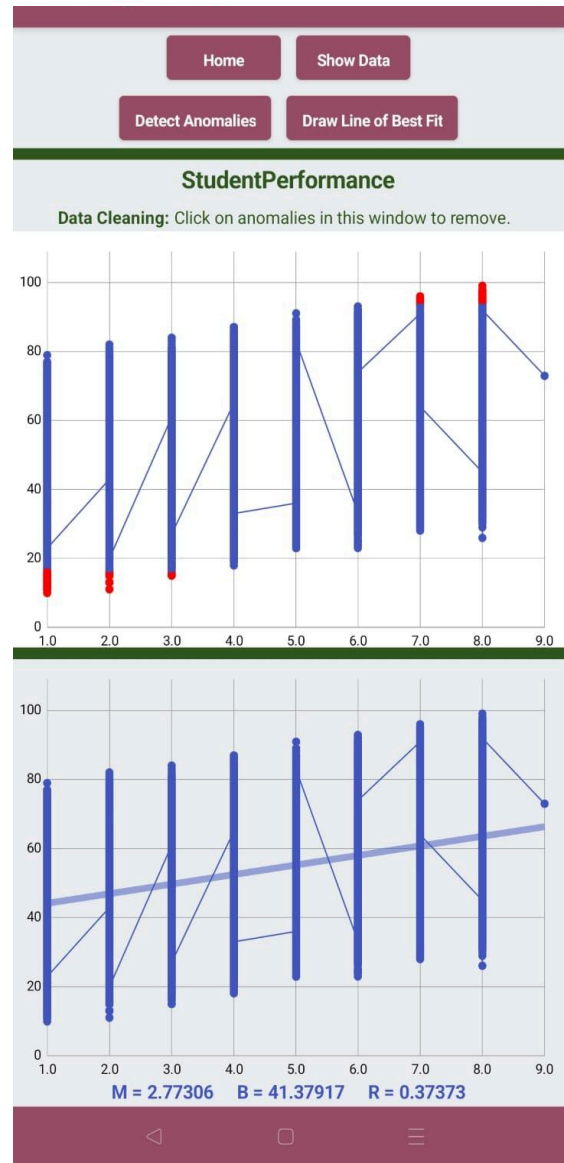 Home Show Data
Detect Anomalies Draw Line of Best Fit
StudentPerformance
Data Cleaning: Click on anomalies in this window to remove.
100
80
60
40
20
0
1.0 2.0 3.0 4.0 5.0 6.0 7.0 8.0 9.0
100
80
60
40
20
0
1.0 2.0 3.0 4.0 5.0 6.0 7.0 8.0 9.0
M = 2.77306 B = 41.37917 R = 0.37373